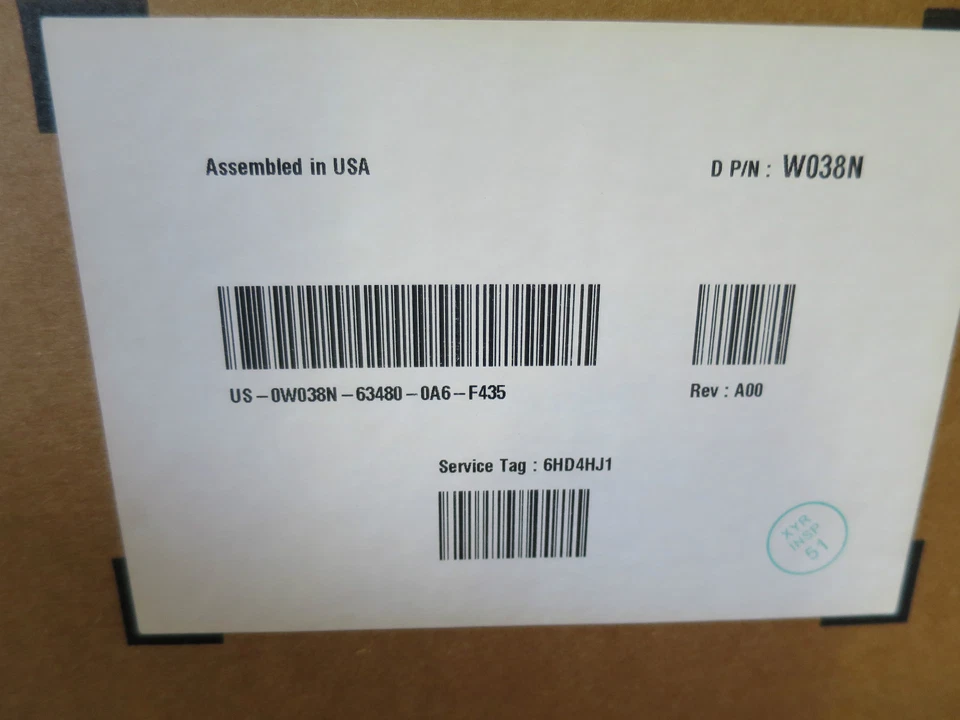 Assembled in USA
D P/N : W038N
US-0W038N-63480-0A6-F435
Rev : A00
Service Tag : 6HD4HJ1
XYR
INSP
51